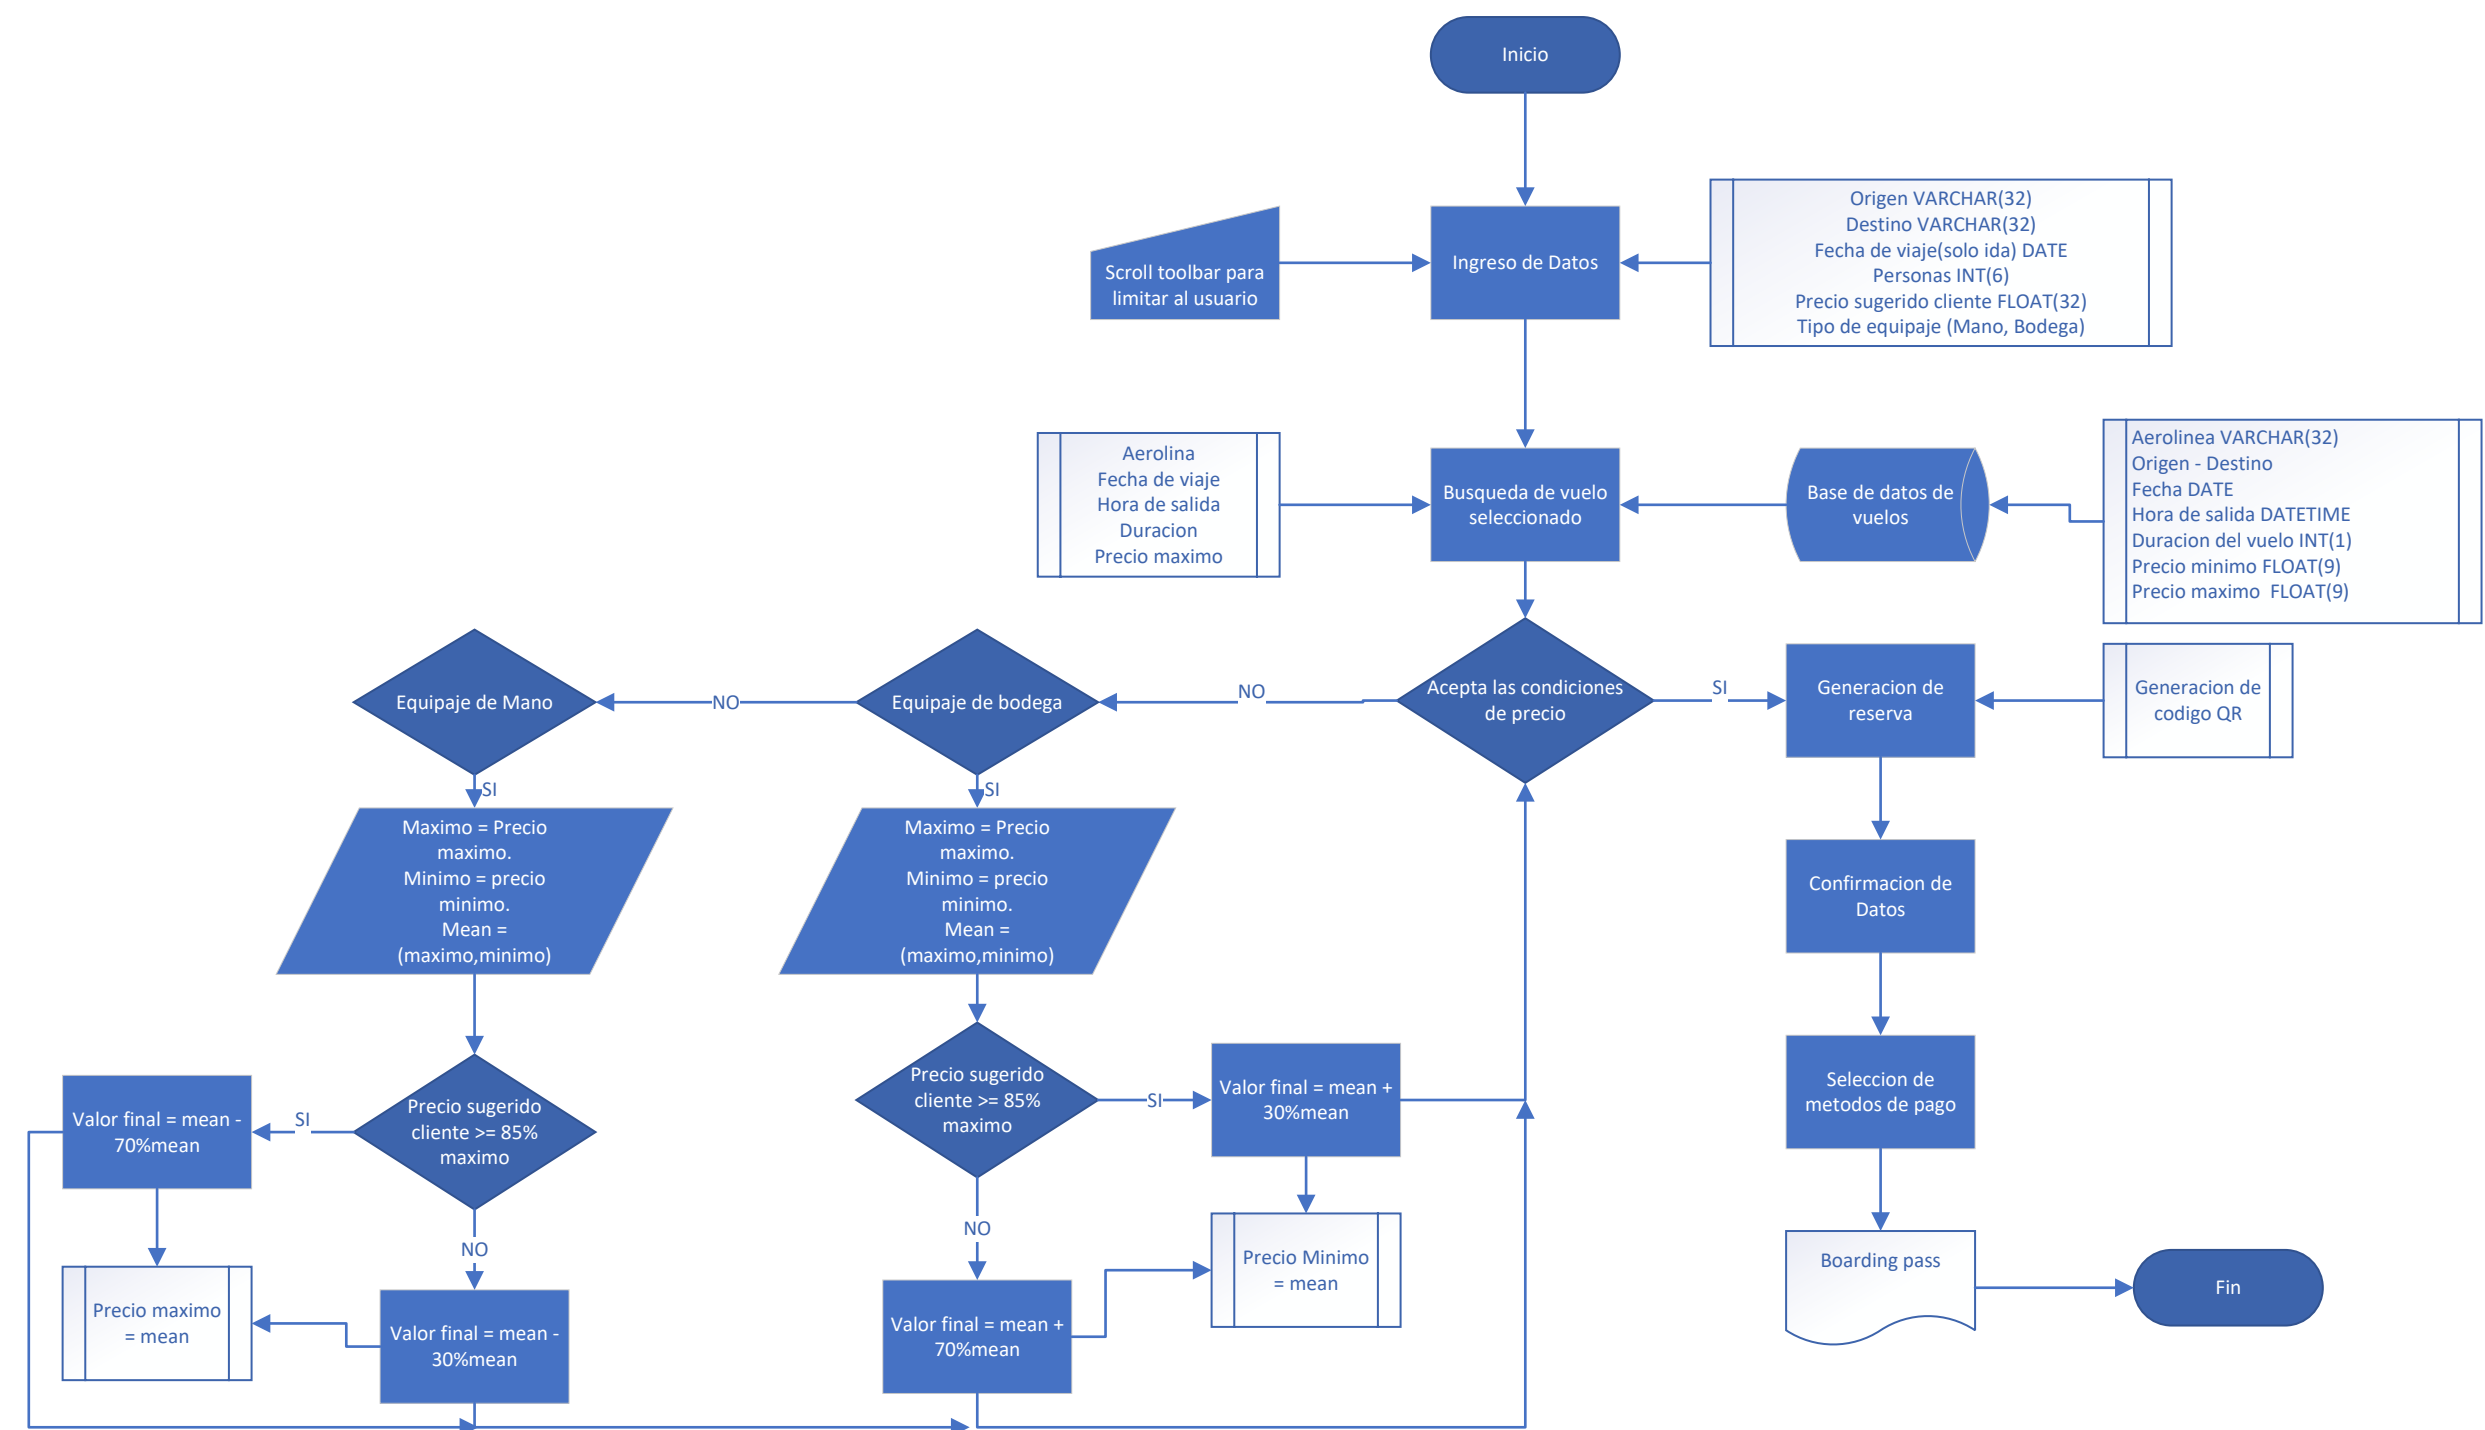 Inicio
Scroll toolbar para
limitar al usuario
Ingreso de Datos
Origen VARCHAR(32)
Destino VARCHAR(32)
Fecha de viaje(solo ida) DATE
Personas INT(6)
Precio sugerido cliente FLOAT(32)
Tipo de equipaje (Mano, Bodega)
Aerolina
Fecha de viaje
Hora de salida
Duracion
Precio maximo
Busqueda de vuelo
seleccionado
Base de datos de
vuelos
Aerolinea VARCHAR(32)
Origen - Destino
Fecha DATE
Hora de salida DATETIME
Duracion del vuelo INT(1)
Precio minimo FLOAT(9)
Precio maximo  FLOAT(9)
Equipaje de Mano
NO
Equipaje de bodega
NO
Acepta las condiciones
de precio
SI
Generacion de
reserva
Generacion de
codigo QR
SI
SI
Maximo = Precio
maximo.
Minimo = precio
minimo.
Mean =
(maximo,minimo)
Maximo = Precio
maximo.
Minimo = precio
minimo.
Mean =
(maximo,minimo)
Confirmacion de
Datos
Valor final = mean -
70%mean
SI
Precio sugerido
cliente >= 85%
maximo
Precio sugerido
cliente >= 85%
maximo
SI
Valor final = mean +
30%mean
Seleccion de
metodos de pago
NO
NO
Precio maximo
= mean
Valor final = mean -
30%mean
Valor final = mean +
70%mean
Precio Minimo
= mean
Boarding pass
Fin